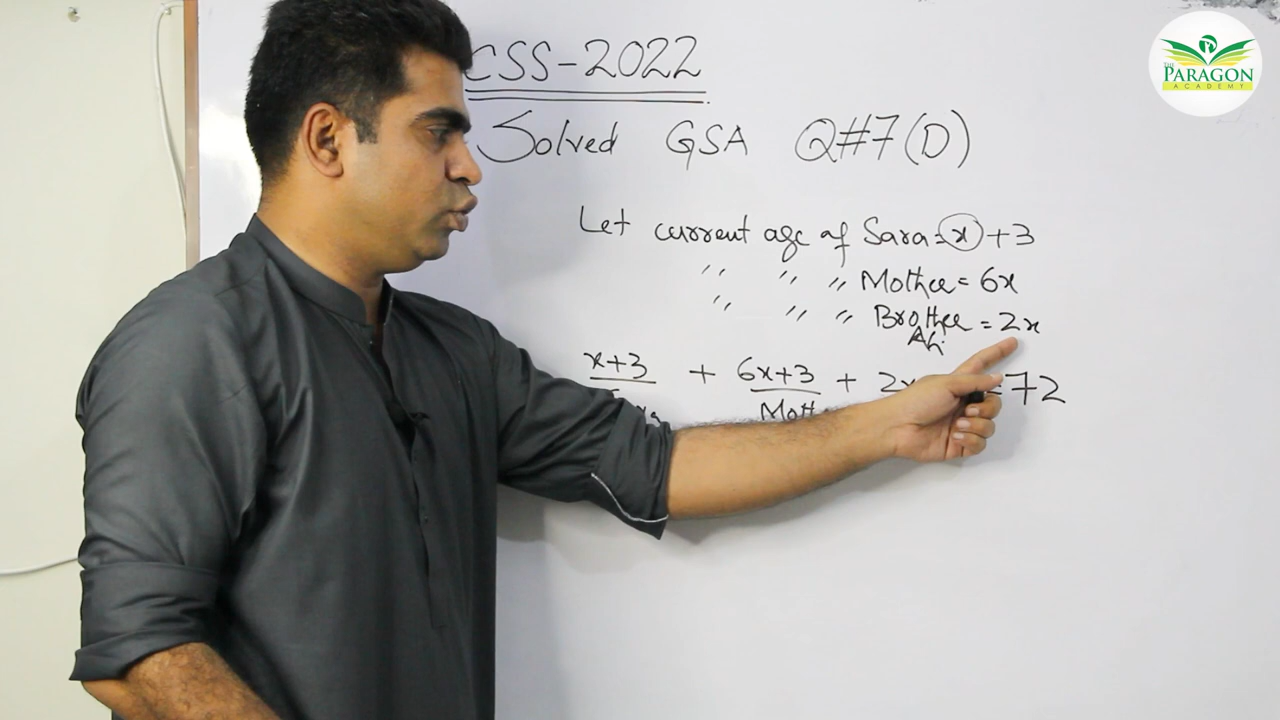 THE
PARAGON
ACADEMY
CSS-2022
Solved GSA Q#7(D)
Let current age of Sara = x + 3
" " " Mother = 6x
" " " Brother = 2x
Ali
x+3 + 6x+3 + 2x =72